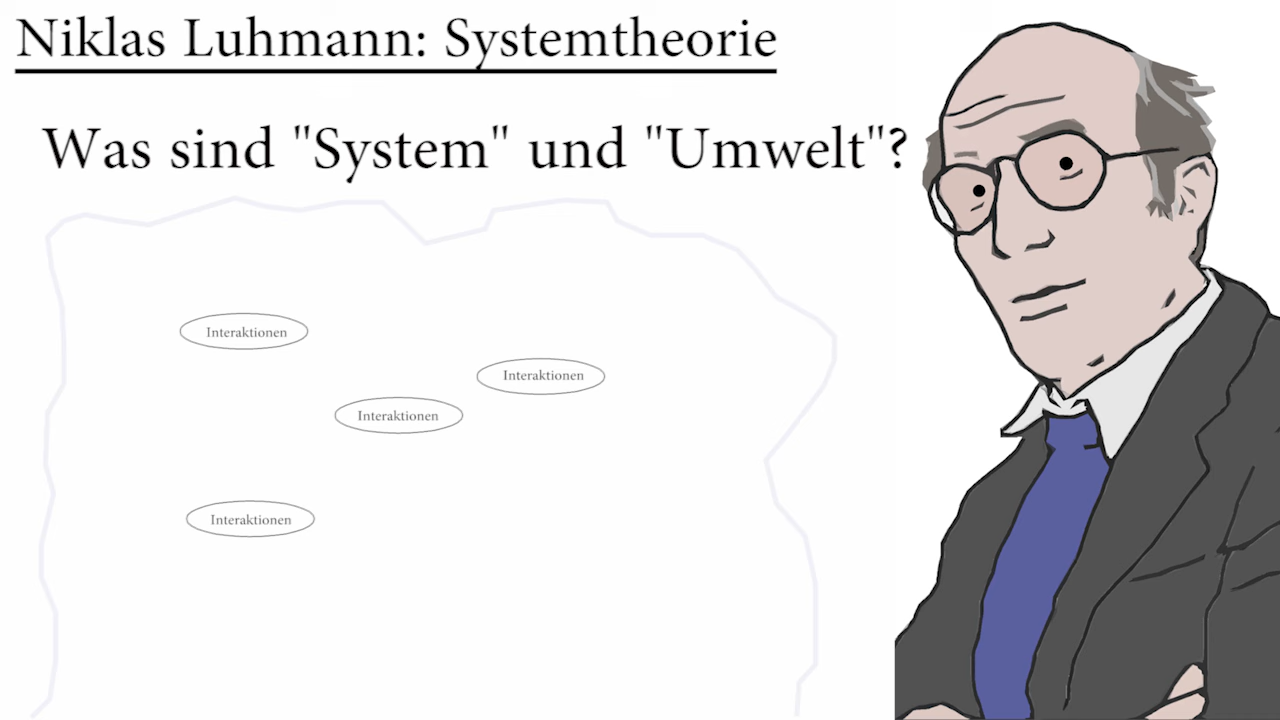 Niklas Luhmann: Systemtheorie
Was sind "System" und "Umwelt"?
Interaktionen
Interaktionen
Interaktionen
Interaktionen